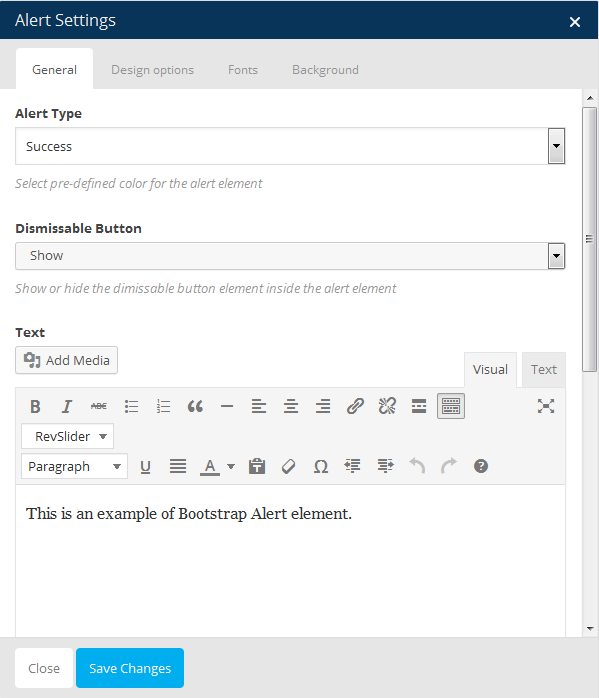 Alert Settings
General Design options Fonts Background
Alert Type
Success
Select pre-defined color for the alert element
Dismissable Button
Show
Show or hide the dimissable button element inside the alert element
Text
Add Media
Visual Text
B I ABC
RevSlider
Paragraph U A T Ω ?
This is an example of Bootstrap Alert element.
Close Save Changes